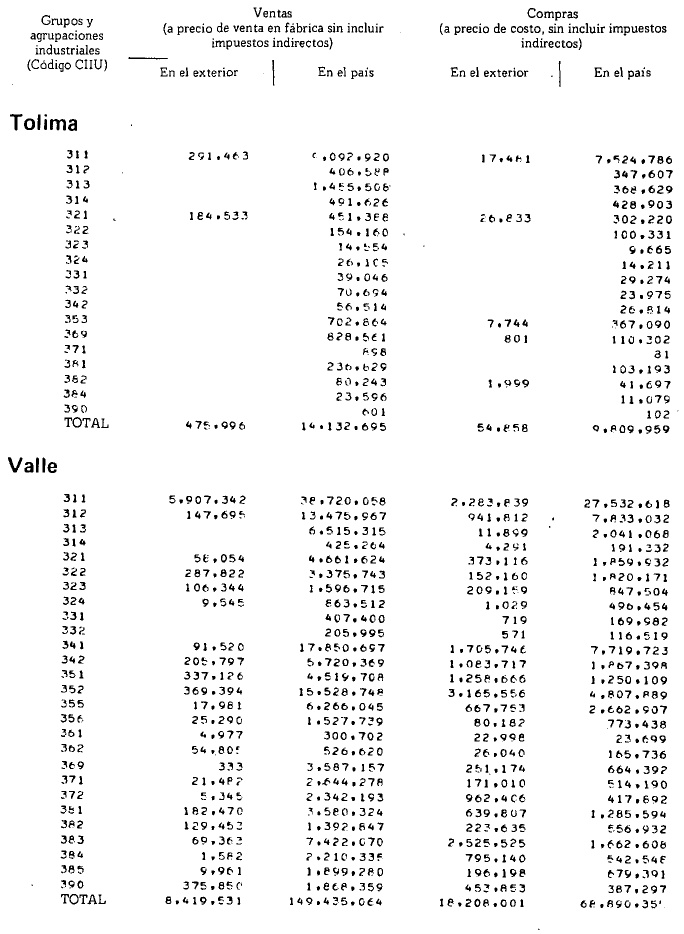 Grupos y agrupaciones industriales (Código CIIU) Ventas (a precio de venta en fábrica sin incluir impuestos indirectos) Compras (a precio de costo, sin incluir impuestos indirectos)
En el exterior En el país En el exterior En el país
Tolima
311 291.463 17.461 7.524.786
312 406.588 347.607
313 1.455.508 368.629
314 491.626 428.903
321 184.533 451.388 26.833 302.220
322 154.160 100.331
323 14.554 9.665
324 26.105 14.211
331 39.046 29.274
332 70.694 23.975
342 56.514 26.814
353 702.864 7.744 367.090
369 828.561 801 110.302
371 898 81
381 236.629 103.193
382 80.243 1.999 41.697
384 23.596 11.079
390 601 102
TOTAL 475.996 14.132.695 54.858 9.809.959
Valle
311 5.907.342 38.720.058 2.283.839 27.532.618
312 147.695 13.475.967 941.812 7.833.032
313 6.515.315 11.899 2.041.068
314 425.264 4.291 191.332
321 58.054 4.661.624 373.116 1.859.932
322 287.822 3.375.743 152.160 1.820.171
323 106.344 1.596.715 209.159 847.504
324 9.545 863.512 1.029 496.454
331 407.400 719 169.982
332 205.995 571 116.519
341 91.520 17.850.697 1.705.746 7.719.723
342 205.797 5.720.369 1.083.717 1.867.398
351 337.126 4.519.708 1.258.666 1.250.109
352 369.394 15.528.748 3.165.556 4.807.889
355 17.981 6.266.045 667.753 2.662.907
356 25.290 1.527.739 80.182 773.438
361 4.977 300.702 22.998 23.699
362 54.805 526.620 26.040 165.736
369 333 3.587.157 251.174 664.392
371 21.482 2.644.278 171.010 514.190
372 5.345 2.342.193 962.406 417.892
381 182.470 3.580.324 639.807 1.285.594
382 129.453 1.392.847 223.635 556.932
383 69.363 7.422.070 2.525.525 1.662.608
384 1.582 2.210.335 795.140 542.546
385 9.961 1.899.280 196.198 679.391
390 375.850 1.868.359 453.853 387.297
TOTAL 8.419.531 149.435.064 18.208.001